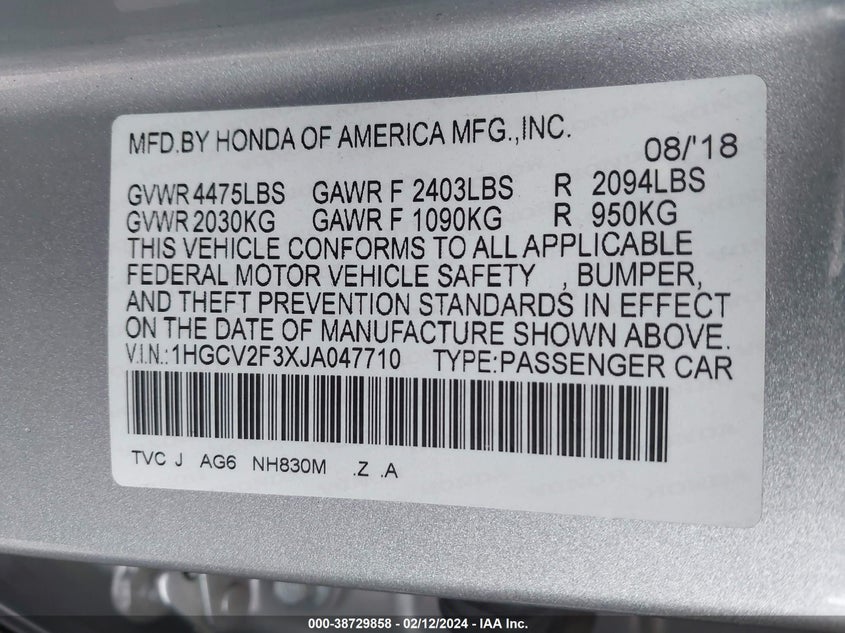 MFD.BY HONDA OF AMERICA MFG.,INC.
08/'18
GVWR 4475LBS GAWR F 2403LBS R 2094LBS
GVWR 2030KG GAWR F 1090KG R 950KG
THIS VEHICLE CONFORMS TO ALL APPLICABLE
FEDERAL MOTOR VEHICLE SAFETY , BUMPER,
AND THEFT PREVENTION STANDARDS IN EFFECT
ON THE DATE OF MANUFACTURE SHOWN ABOVE.
V.I.N.:1HGCV2F3XJA047710 TYPE:PASSENGER CAR
TVC J AG6 NH830M .Z .A
000-38729858 - 02/12/2024 - IAA Inc.